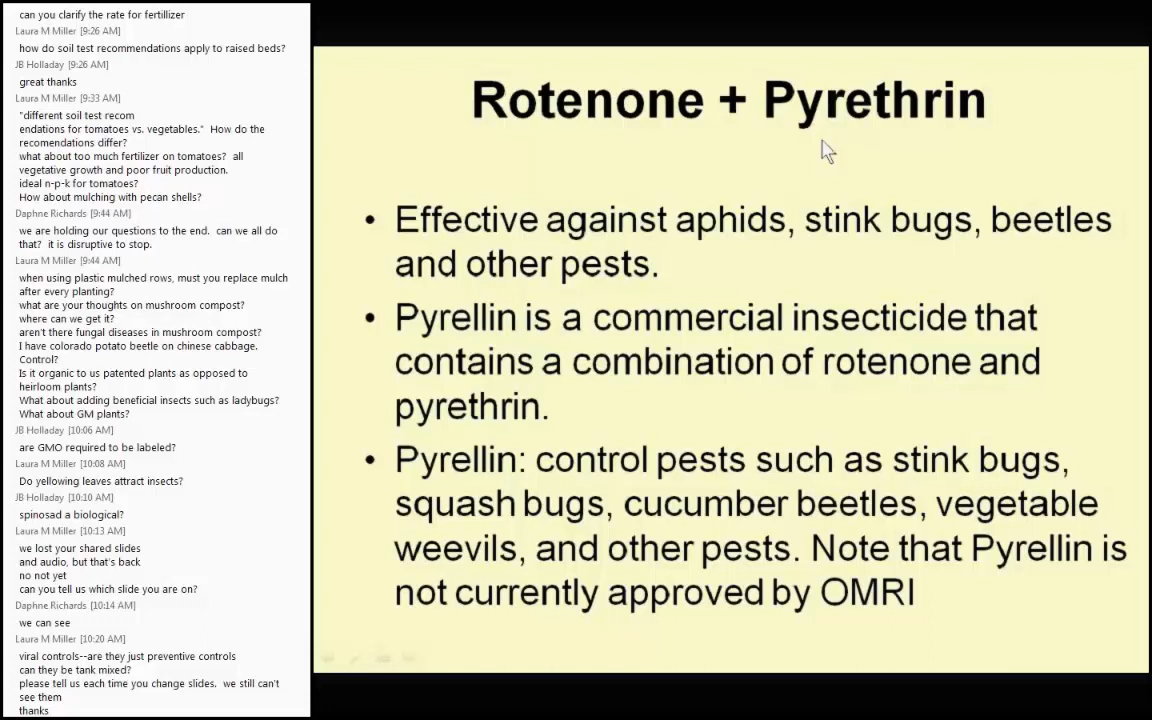 can you clarify the rate for fertillizer
Laura M Miller [9:26 AM]
how do soil test recommendations apply to raised beds?
JB Holladay [9:26 AM]
great thanks
Laura M Miller [9:33 AM]
"different soil test recom
endations for tomatoes vs. vegetables." How do the
recomendations differ?
what about too much fertilizer on tomatoes? all
vegetative growth and poor fruit production.
ideal n-p-k for tomatoes?
How about mulching with pecan shells?
Daphne Richards [9:44 AM]
we are holding our questions to the end. can we all do
that? it is disruptive to stop.
Laura M Miller [9:44 AM]
when using plastic mulched rows, must you replace mulch
after every planting?
what are your thoughts on mushroom compost?
where can we get it?
aren't there fungal diseases in mushroom compost?
I have colorado potato beetle on chinese cabbage.
Control?
Is it organic to us patented plants as opposed to
heirloom plants?
What about adding beneficial insects such as ladybugs?
What about GM plants?
JB Holladay [10:06 AM]
are GMO required to be labeled?
Laura M Miller [10:08 AM]
Do yellowing leaves attract insects?
JB Holladay [10:10 AM]
spinosad a biological?
Laura M Miller [10:13 AM]
we lost your shared slides
and audio, but that's back
no not yet
can you tell us which slide you are on?
Daphne Richards [10:14 AM]
we can see
Laura M Miller [10:20 AM]
viral controls--are they just preventive controls
can they be tank mixed?
please tell us each time you change slides. we still can't
see them
thanks
Rotenone + Pyrethrin
• Effective against aphids, stink bugs, beetles
and other pests.
• Pyrellin is a commercial insecticide that
contains a combination of rotenone and
pyrethrin.
• Pyrellin: control pests such as stink bugs,
squash bugs, cucumber beetles, vegetable
weevils, and other pests. Note that Pyrellin is
not currently approved by OMRI